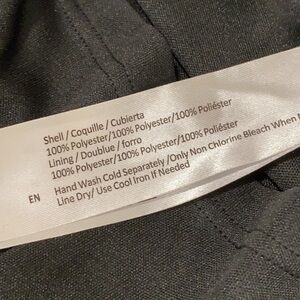 Shell / Coquille / Cubierta
100% Polyester/100% Polyester/100% Poliéster
Lining / Doublue / forro
100% Polyester/100% Polyester/100% Poliéster
EN Hand Wash Cold Separately /Only Non Chlorine Bleach When
Line Dry/ Use Cool Iron If Needed